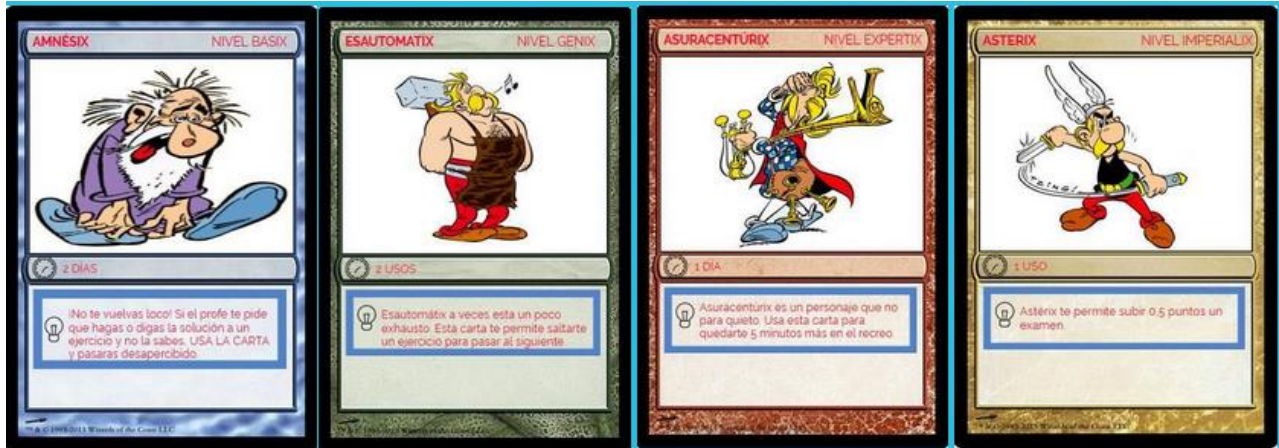 AMNÉSIX NIVEL BASIX
2 DÍAS
¡No te vuelvas loco! Si el profe te pide
que hagas o digas la solución a un
ejercicio y no la sabes. USA LA CARTA
y pasaras desapercibido.
ESAUTOMATIX NIVEL GENIX
2 USOS
Esautomátix a veces esta un poco
exhausto. Esta carta te permite saltarte
un ejercicio para pasar al siguiente.
ASURACENTÚRIX NIVEL EXPERTIX
1 DIA
Asuracentúrix es un personaje que no
para quieto. Usa esta carta para
quedarte 5 minutos más en el recreo.
ASTERIX NIVEL IMPERIALIX
PZING!
1 USO
Astérix te permite subir 0.5 puntos un
examen.